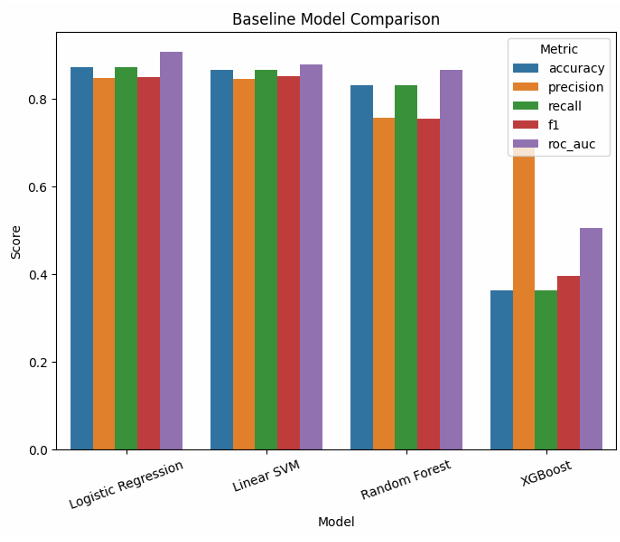 Baseline Model Comparison
Metric
accuracy
precision
recall
f1
roc_auc
Score
0.8
0.6
0.4
0.2
0.0
Logistic Regression
Linear SVM
Random Forest
XGBoost
Model